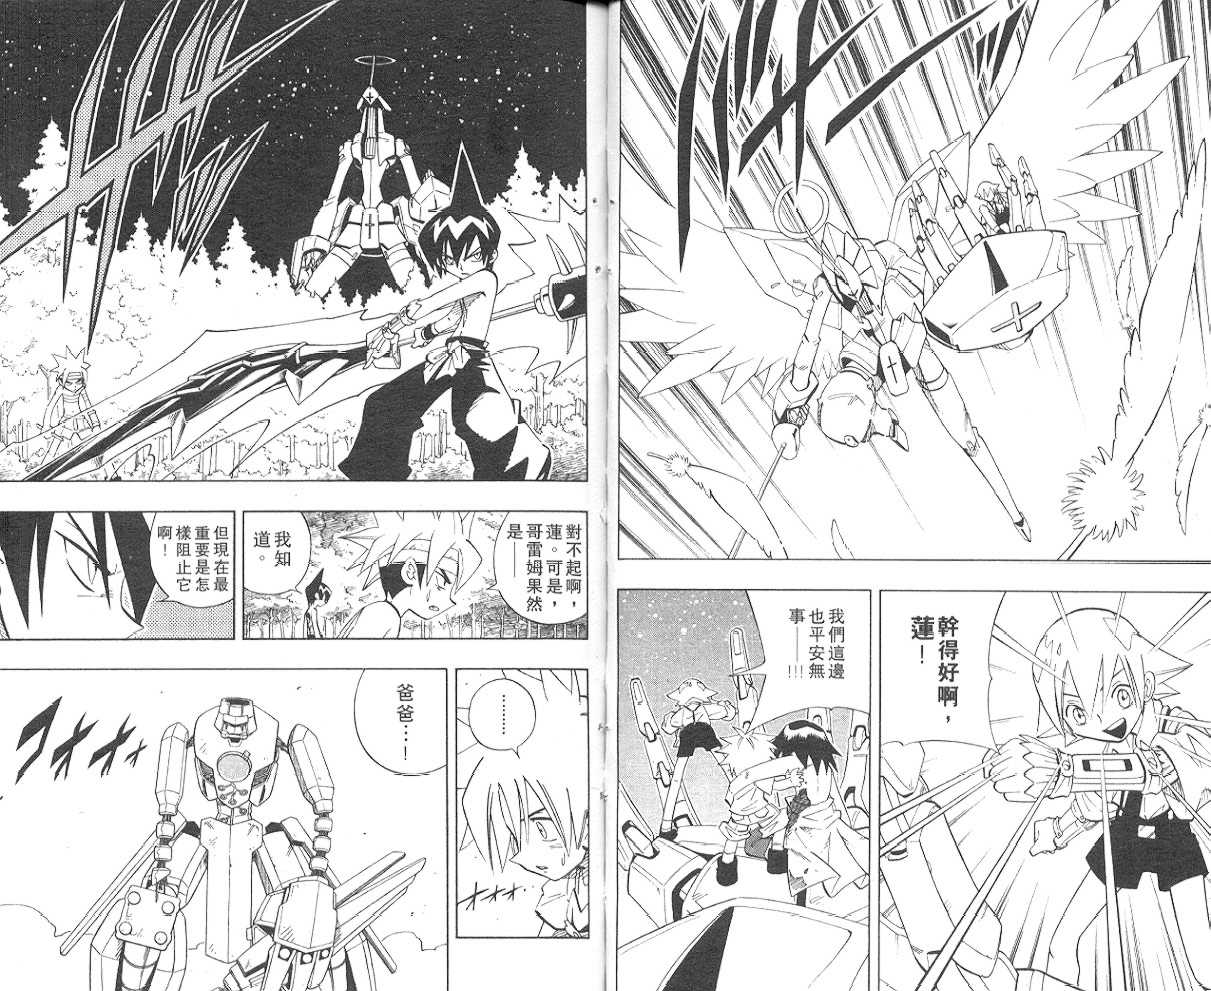 幹得好啊，
蓮！
我們這邊
也平安無
事──!!!
對不起啊，
蓮。可是，
哥雷姆果然
是──
我知
道。
但現在最
重要是怎
樣阻止它
啊！
………
爸爸…！